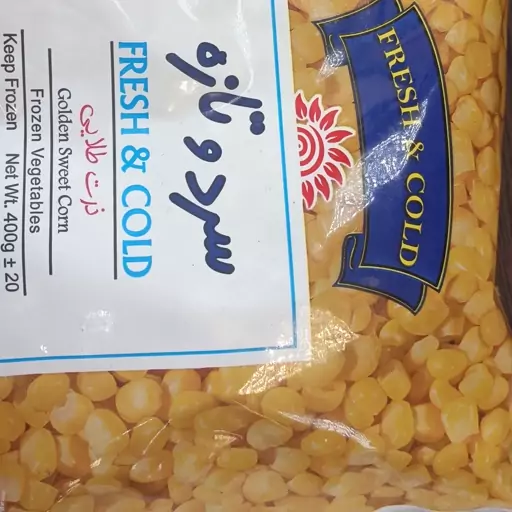 FRESH & COLD
سرد و تازه
FRESH & COLD
ذرت طلایی
Golden Sweet Corn
Frozen Vegetables
Keep Frozen Net Wt. 400g ± 20